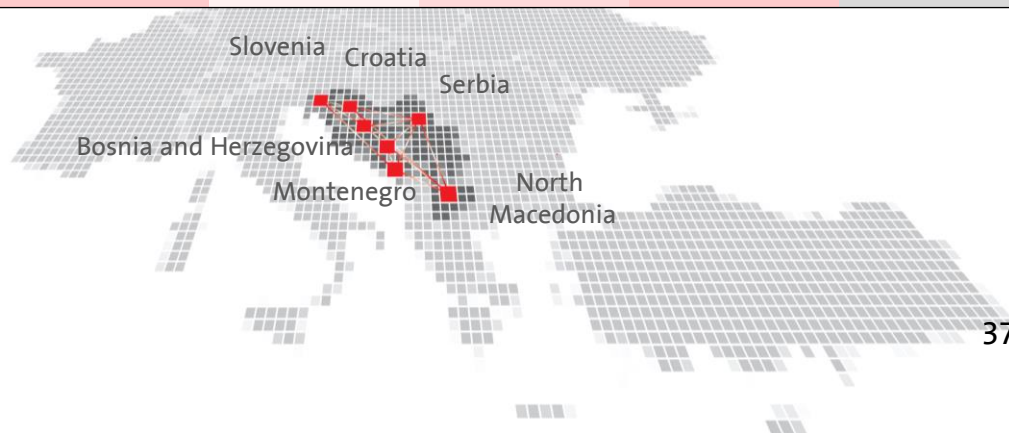 Slovenia
Croatia
Serbia
Bosnia and Herzegovina
Montenegro
North
Macedonia
37